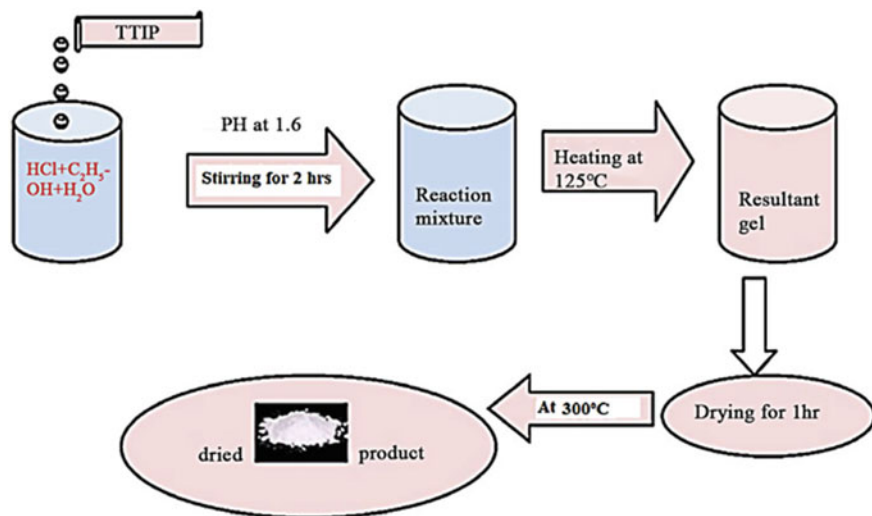 TTIP
HCl+C₂H₅-
OH+H₂O
PH at 1.6
Stirring for 2 hrs
Reaction
mixture
Heating at
125°C
Resultant
gel
Drying for 1hr
At 300°C
dried product